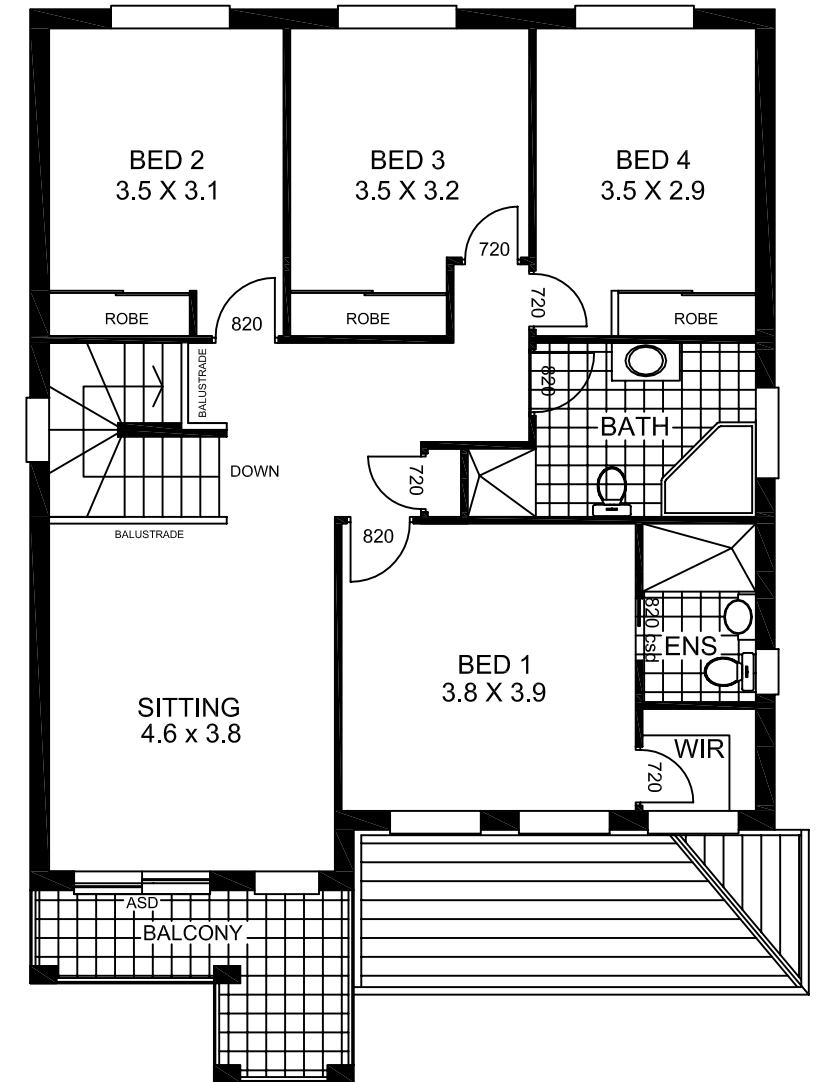 BED 2
3.5 X 3.1
BED 3
3.5 X 3.2
BED 4
3.5 X 2.9
720
720
ROBE
820
ROBE
ROBE
BALUSTRADE
820
BATH
DOWN
720
BALUSTRADE
820
820 csd
ENS
BED 1
3.8 X 3.9
SITTING
4.6 x 3.8
WIR
720
ASD
BALCONY